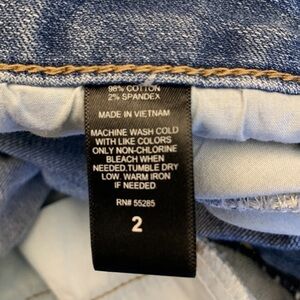 98% COTTON
2% SPANDEX
MADE IN VIETNAM
MACHINE WASH COLD
WITH LIKE COLORS
ONLY NON-CHLORINE
BLEACH WHEN
NEEDED.TUMBLE DRY
LOW. WARM IRON
IF NEEDED
RN# 55285
2